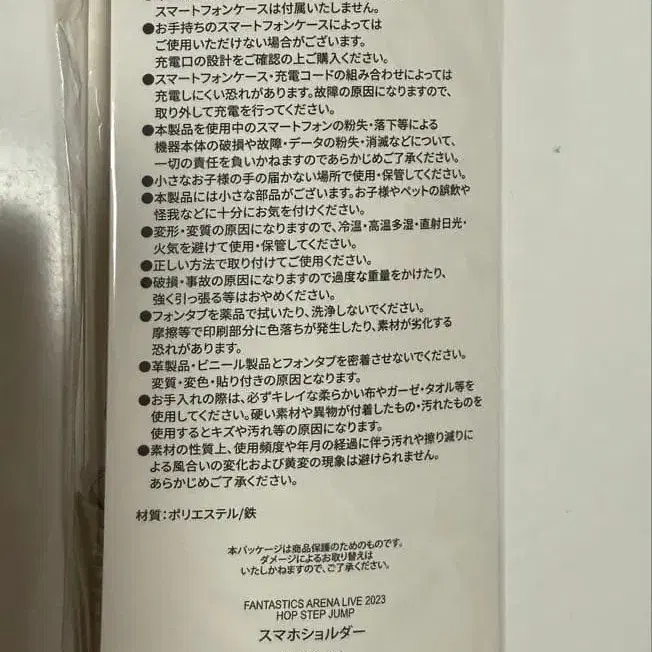 スマートフォンケースは付属いたしません。
●お手持ちのスマートフォンケースによっては
ご使用いただけない場合がございます。
充電口の設計をご確認の上ご購入ください。
●スマートフォンケース・充電コードの組み合わせによっては
充電しにくい恐れがあります。故障の原因になりますので、
取り外して充電を行ってください。
●本製品を使用中のスマートフォンの粉失・落下等による
機器本体の破損や故障・データの粉失・消滅などについて、
一切の責任を負いかねますのであらかじめご了承ください。
●小さなお子様の手の届かない場所で使用・保管してください。
●本製品には小さな部品がございます。お子様やペットの誤飲や
怪我などに十分にお気を付けください。
●変形・変質の原因になりますので、冷温・高温多湿・直射日光・
火気を避けて使用・保管してください。
●正しい方法で取り付けてご使用ください。
●破損・事故の原因になりますので過度な重量をかけたり、
強く引っ張る等はおやめください。
●フォンタブを薬品で拭いたり、洗浄しないでください。
摩擦等で印刷部分に色落ちが発生したり、素材が劣化する
恐れがあります。
●革製品・ビニール製品とフォンタブを密着させないでください。
変質・変色・貼り付きの原因となります。
●お手入れの際は、必ずキレイな柔らかい布やガーゼ・タオル等を
使用してください。硬い素材や異物が付着したもの・汚れたものを
使用するとキズや汚れ等の原因になります。
●素材の性質上、使用頻度や年月の経過に伴う汚れや擦り減りに
よる風合いの変化および黄変の現象は避けられません。
あらかじめご了承ください。
材質：ポリエステル/鉄
本パッケージは商品保護のためのものです。
ダメージによるお取り替えは
いたしかねますので、ご了承ください。
FANTASTICS ARENA LIVE 2023
HOP STEP JUMP
スマホショルダー